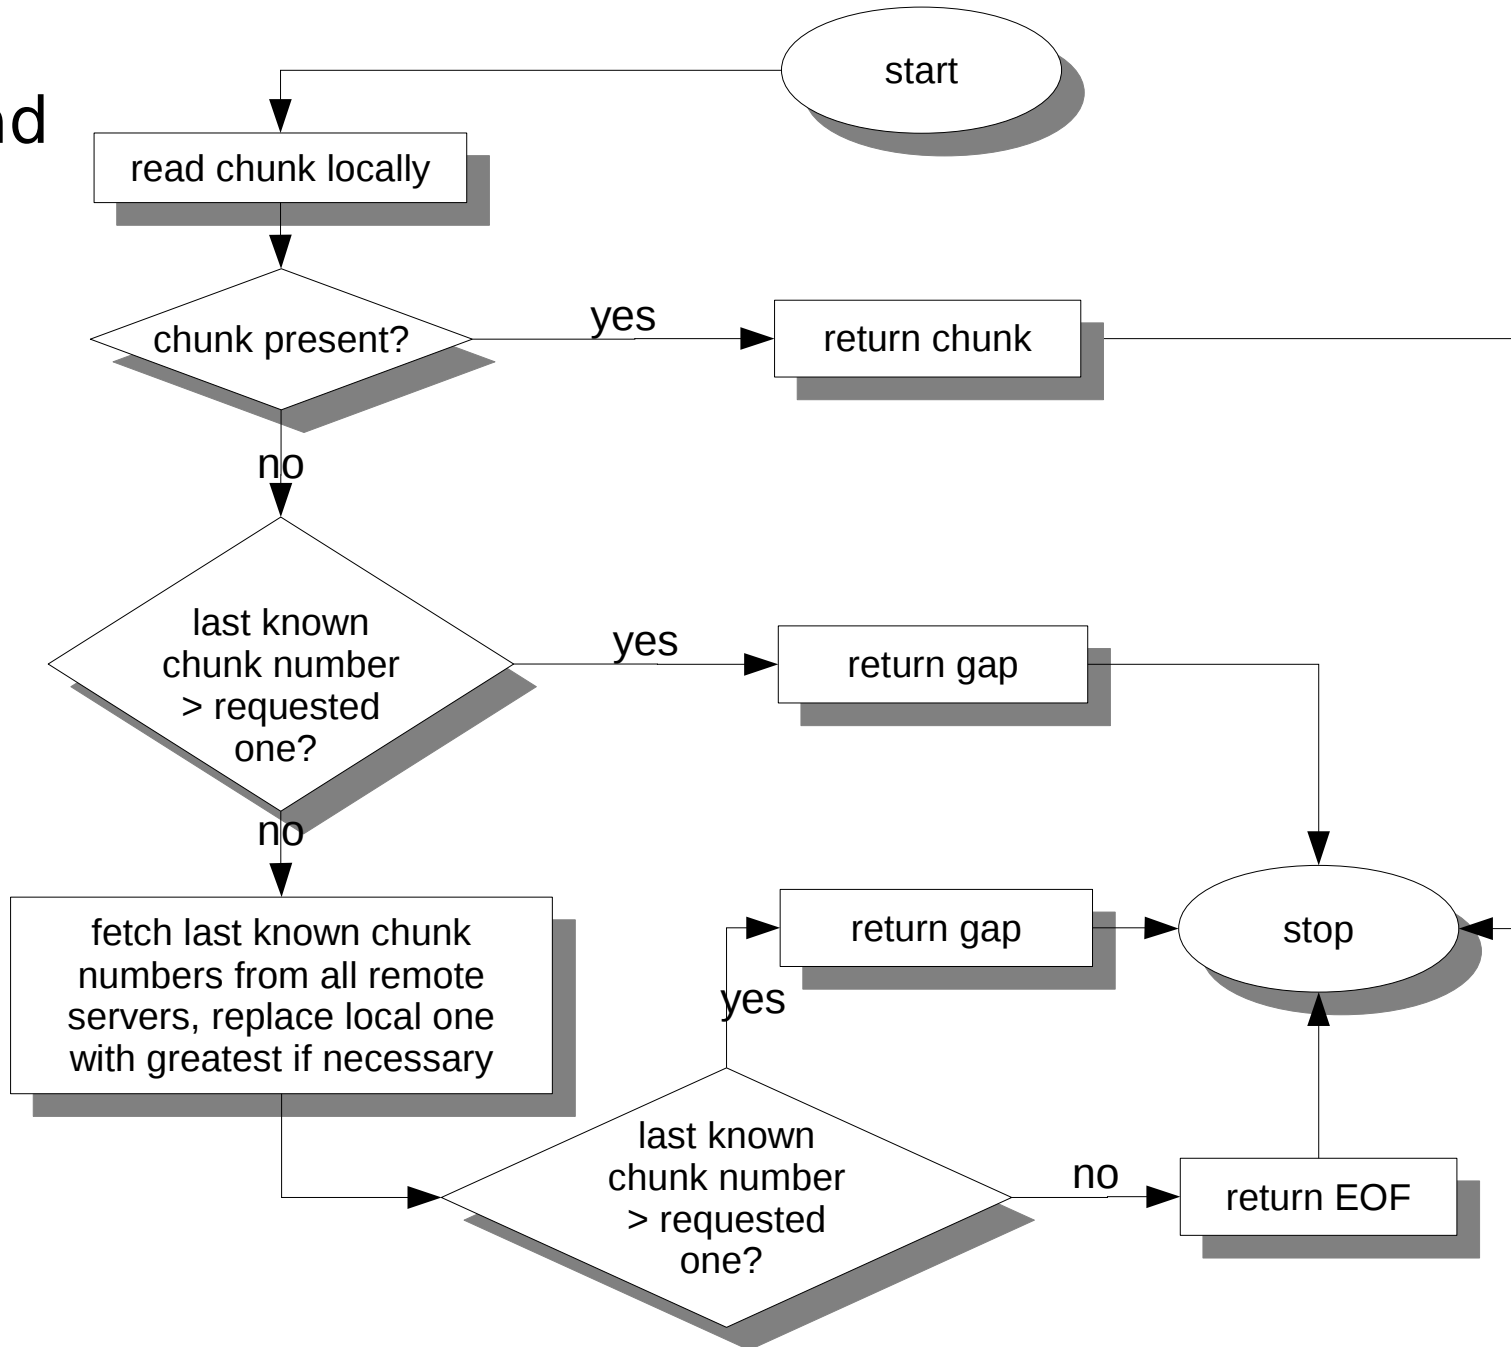 start
read chunk locally
chunk present?
yes
return chunk
no
last known
chunk number
> requested
one?
yes
return gap
no
fetch last known chunk
numbers from all remote
servers, replace local one
with greatest if necessary
yes
return gap
stop
last known
chunk number
> requested
one?
no
return EOF